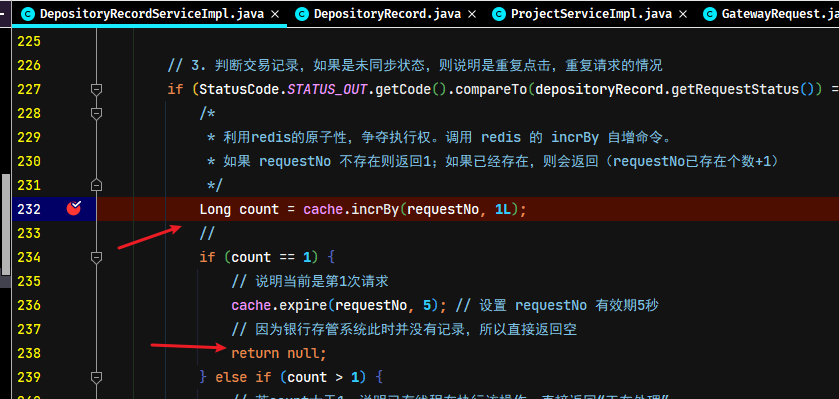 DepositoryRecordServiceImpl.java × DepositoryRecord.java × ProjectServiceImpl.java × GatewayRequest.ja
225
226 // 3. 判断交易记录，如果是未同步状态，则说明是重复点击，重复请求的情况
227 if (StatusCode.STATUS_OUT.getCode().compareTo(depositoryRecord.getRequestStatus()) =
228 /*
229 * 利用redis的原子性，争夺执行权。调用 redis 的 incrBy 自增命令。
230 * 如果 requestNo 不存在则返回1；如果已经存在，则会返回（requestNo已存在个数+1）
231 */
232 Long count = cache.incrBy(requestNo, 1L);
233 //
234 if (count == 1) {
235 // 说明当前是第1次请求
236 cache.expire(requestNo, 5); // 设置 requestNo 有效期5秒
237 // 因为银行存管系统此时并没有记录，所以直接返回空
238 return null;
239 } else if (count > 1) {